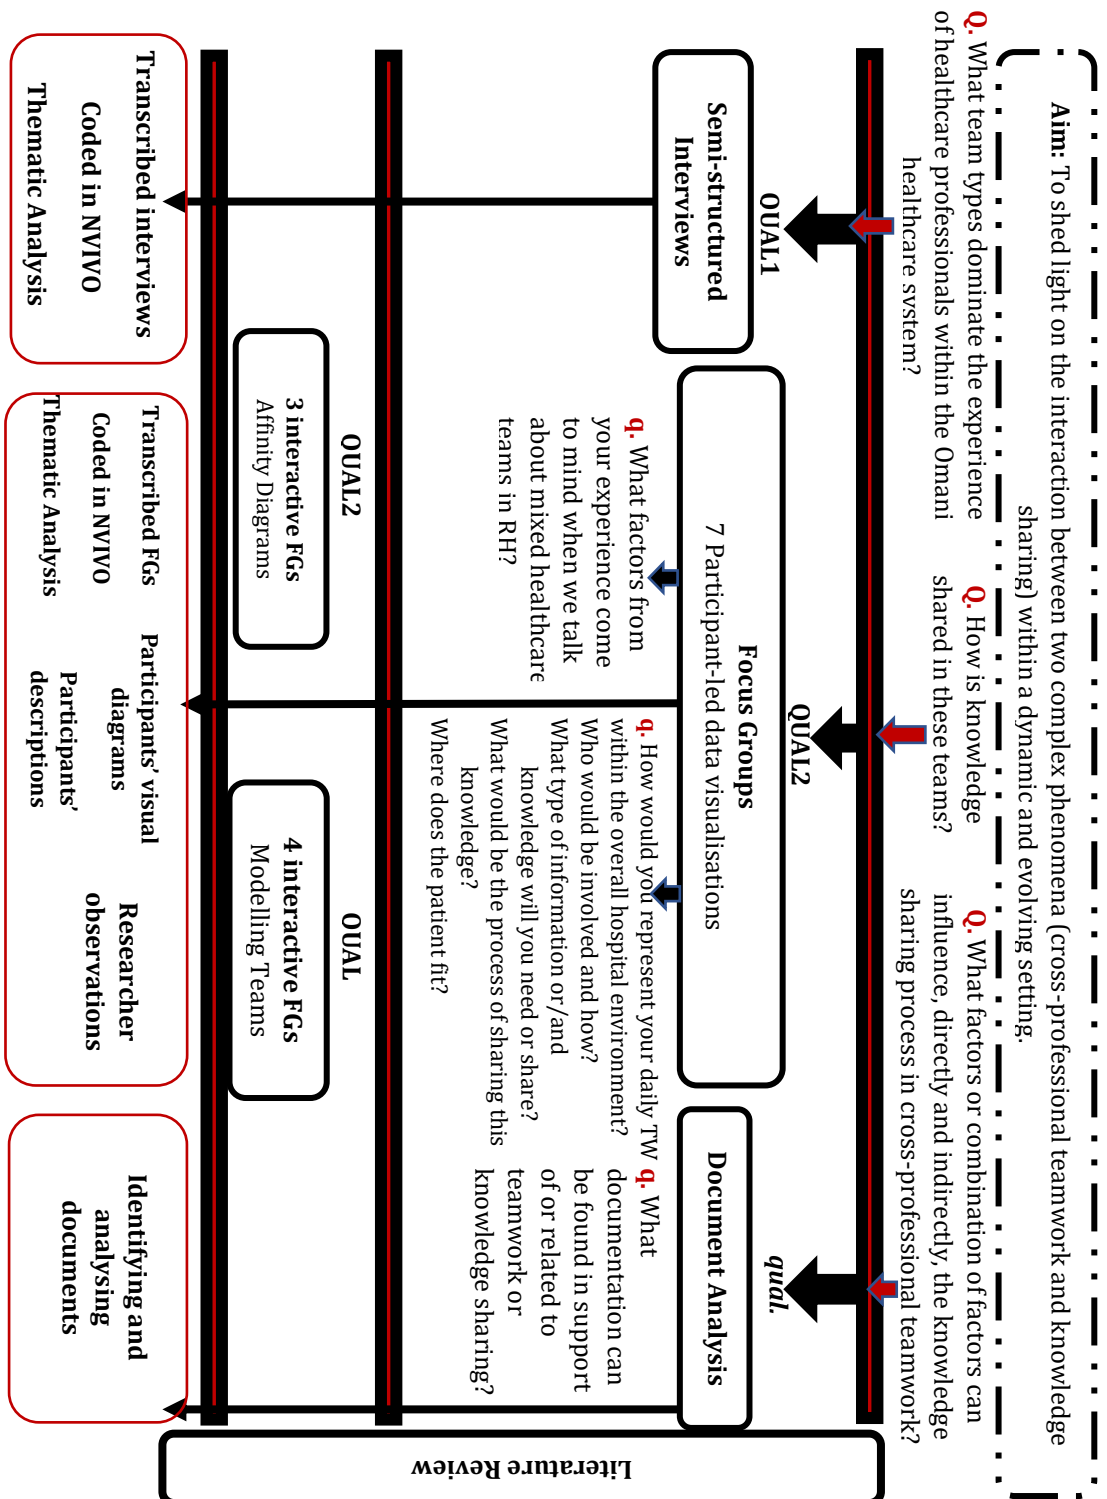 Aim: To shed light on the interaction between two complex phenomena (cross-professional teamwork and knowledge
sharing) within a dynamic and evolving setting.
Q. What team types dominate the experience
of healthcare professionals within the Omani
healthcare system?
Q. How is knowledge
shared in these teams?
Q. What factors or combination of factors can
influence, directly and indirectly, the knowledge
sharing process in cross-professional teamwork?
QUAL1
Semi-structured
Interviews
QUAL2
Focus Groups
7 Participant-led data visualisations
qual.
Document Analysis
q. What factors from
your experience come
to mind when we talk
about mixed healthcare
teams in RH?
q. How would you represent your daily TW
within the overall hospital environment?
Who would be involved and how?
What type of information or/and
knowledge will you need or share?
What would be the process of sharing this
knowledge?
Where does the patient fit?
q. What
documentation can
be found in support
of or related to
teamwork or
knowledge sharing?
QUAL2
3 interactive FGs
Affinity Diagrams
QUAL
4 interactive FGs
Modelling Teams
Transcribed interviews
Coded in NVIVO
Thematic Analysis
Transcribed FGs
Coded in NVIVO
Thematic Analysis
Participants' visual
diagrams
Participants'
descriptions
Researcher
observations
Identifying and
analysing
documents
Literature Review